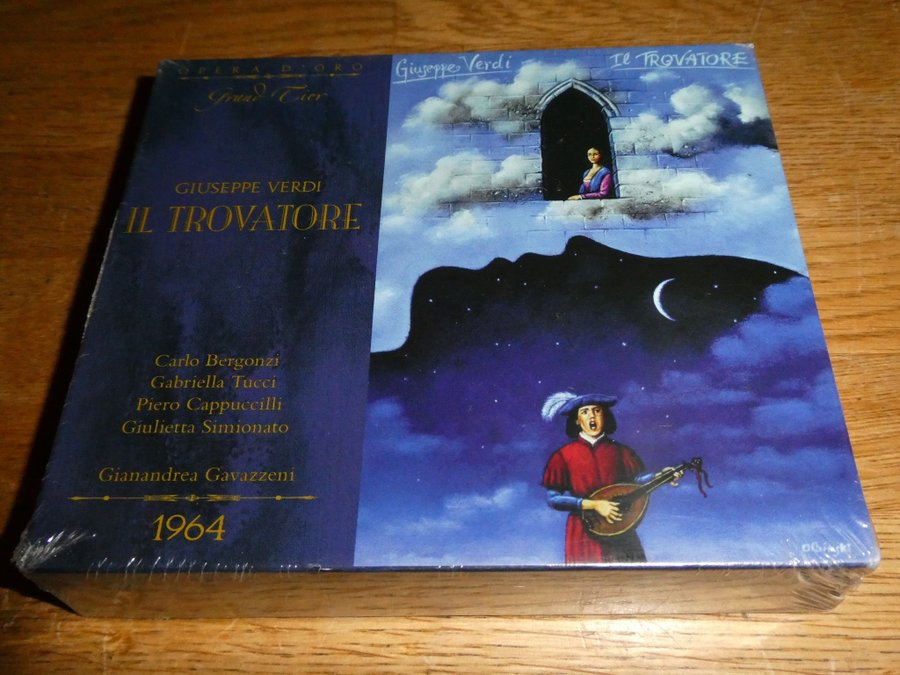 OPERA D'ORO
Grand Tier
GIUSEPPE VERDI
IL TROVATORE
Carlo Bergonzi
Gabriella Tucci
Piero Cappuccilli
Giulietta Simionato
Gianandrea Gavazzeni
1964
Giuseppe Verdi
Il TROVATORE